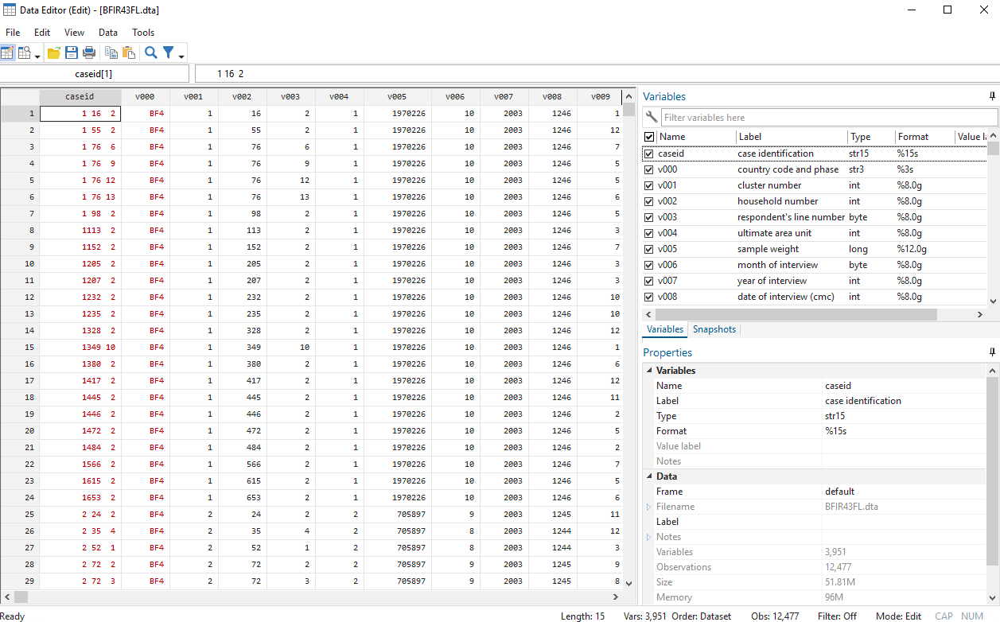 Data Editor (Edit) - [BFIR43FL.dta]
File Edit View Data Tools
caseid[1] 1 16 2
caseid v000 v001 v002 v003 v004 v005 v006 v007 v008 v009
1 1 16 2 BF4 1 16 2 1 1970226 10 2003 1246 1
2 1 55 2 BF4 1 55 2 1 1970226 10 2003 1246 12
3 1 76 6 BF4 1 76 6 1 1970226 10 2003 1246 7
4 1 76 9 BF4 1 76 9 1 1970226 10 2003 1246 5
5 1 76 12 BF4 1 76 12 1 1970226 10 2003 1246 5
6 1 76 13 BF4 1 76 13 1 1970226 10 2003 1246 6
7 1 98 2 BF4 1 98 2 1 1970226 10 2003 1246 5
8 1113 2 BF4 1 113 2 1 1970226 10 2003 1246 3
9 1152 2 BF4 1 152 2 1 1970226 10 2003 1246 7
10 1205 2 BF4 1 205 2 1 1970226 10 2003 1246 3
11 1207 2 BF4 1 207 2 1 1970226 10 2003 1246 3
12 1232 2 BF4 1 232 2 1 1970226 10 2003 1246 10
13 1235 2 BF4 1 235 2 1 1970226 10 2003 1246 10
14 1328 2 BF4 1 328 2 1 1970226 10 2003 1246 12
15 1349 10 BF4 1 349 10 1 1970226 10 2003 1246 1
16 1380 2 BF4 1 380 2 1 1970226 10 2003 1246 6
17 1417 2 BF4 1 417 2 1 1970226 10 2003 1246 12
18 1445 2 BF4 1 445 2 1 1970226 10 2003 1246 11
19 1446 2 BF4 1 446 2 1 1970226 10 2003 1246 2
20 1472 2 BF4 1 472 2 1 1970226 10 2003 1246 5
21 1484 2 BF4 1 484 2 1 1970226 10 2003 1246 2
22 1566 2 BF4 1 566 2 1 1970226 10 2003 1246 7
23 1615 2 BF4 1 615 2 1 1970226 10 2003 1246 5
24 1653 2 BF4 1 653 2 1 1970226 10 2003 1246 6
25 2 24 2 BF4 2 24 2 2 705897 9 2003 1245 11
26 2 35 4 BF4 2 35 4 2 705897 8 2003 1244 12
27 2 52 1 BF4 2 52 1 2 705897 8 2003 1244 3
28 2 72 2 BF4 2 72 2 2 705897 9 2003 1245 9
29 2 72 3 BF4 2 72 3 2 705897 9 2003 1245 8
Variables
Filter variables here
Name Label Type Format Value la
caseid case identification str15 %15s
v000 country code and phase str3 %3s
v001 cluster number int %8.0g
v002 household number int %8.0g
v003 respondent's line number byte %8.0g
v004 ultimate area unit int %8.0g
v005 sample weight long %12.0g
v006 month of interview byte %8.0g
v007 year of interview int %8.0g
v008 date of interview (cmc) int %8.0g
Variables Snapshots
Properties
Variables
Name caseid
Label case identification
Type str15
Format %15s
Value label
Notes
Data
Frame default
Filename BFIR43FL.dta
Label
Notes
Variables 3,951
Observations 12,477
Size 51.81M
Memory 96M
Ready Length: 15 Vars: 3,951 Order: Dataset Obs: 12,477 Filter: Off Mode: Edit CAP NUM